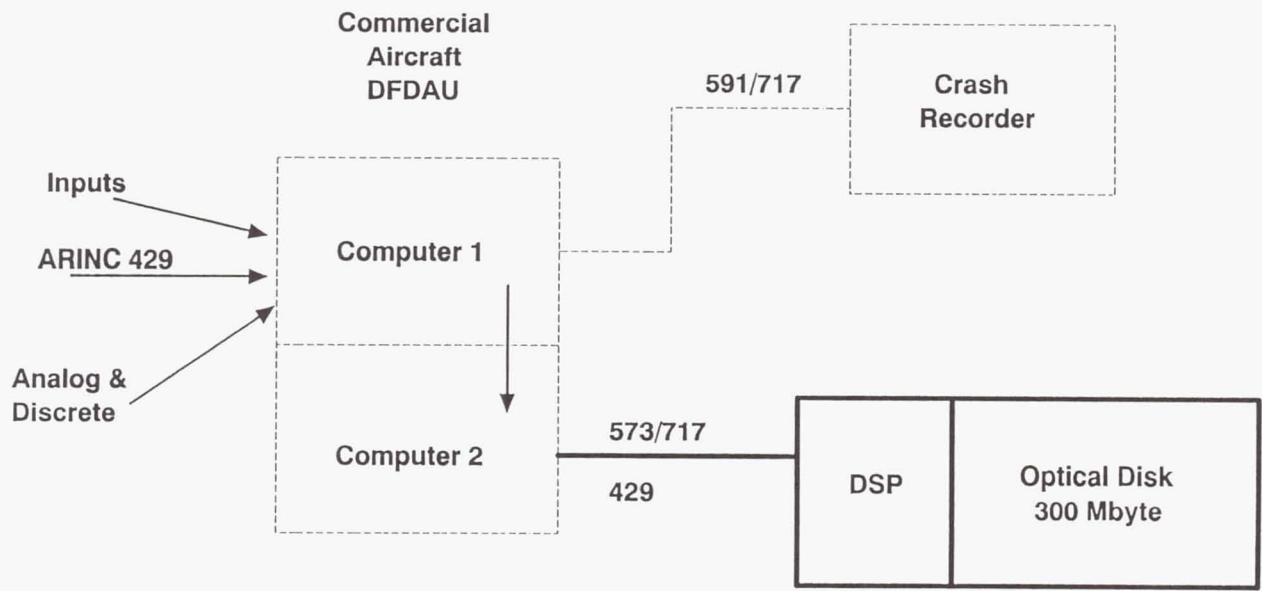 Commercial
Aircraft
DFDAU
591/717
Crash
Recorder
Inputs
ARINC 429
Analog &
Discrete
Computer 1
Computer 2
573/717
429
DSP
Optical Disk
300 Mbyte